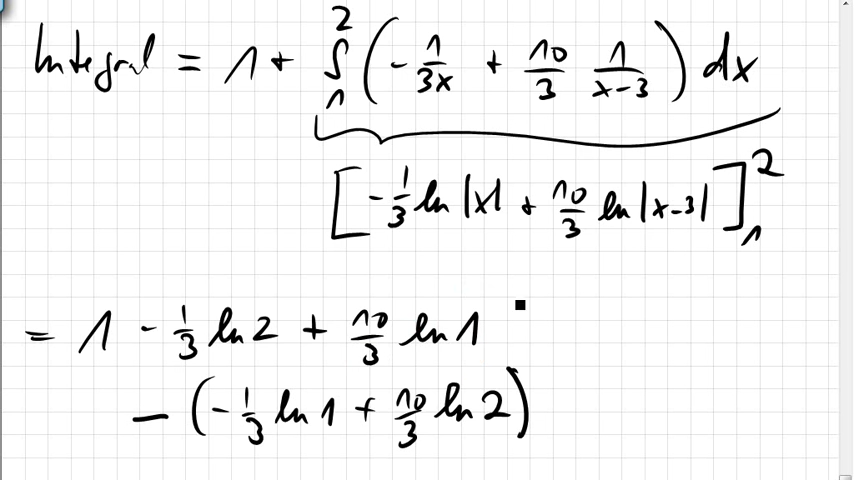 Integral = 1 + ∫₁² (-1/(3x) + 10/3 1/(x-3)) dx
[-1/3 ln |x| + 10/3 ln |x-3|]₁²
= 1 - 1/3 ln 2 + 10/3 ln 1
- (-1/3 ln 1 + 10/3 ln 2)